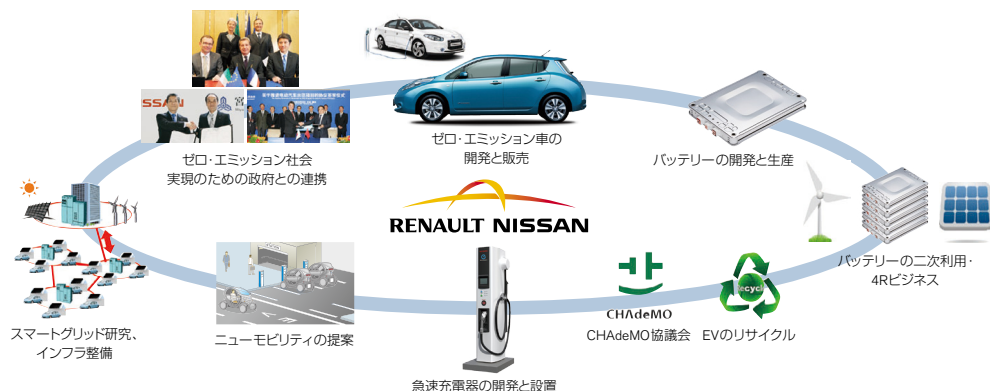 SSAN
ゼロ・エミッション社会
実現のための政府との連携
ゼロ・エミッション車の
開発と販売
バッテリーの開発と生産
RENAULT NISSAN
バッテリーの二次利用・
4Rビジネス
スマートグリッド研究、
インフラ整備
ニューモビリティの提案
急速充電器の開発と設置
CHAdeMO
CHAdeMO協議会
Recycle
EVのリサイクル